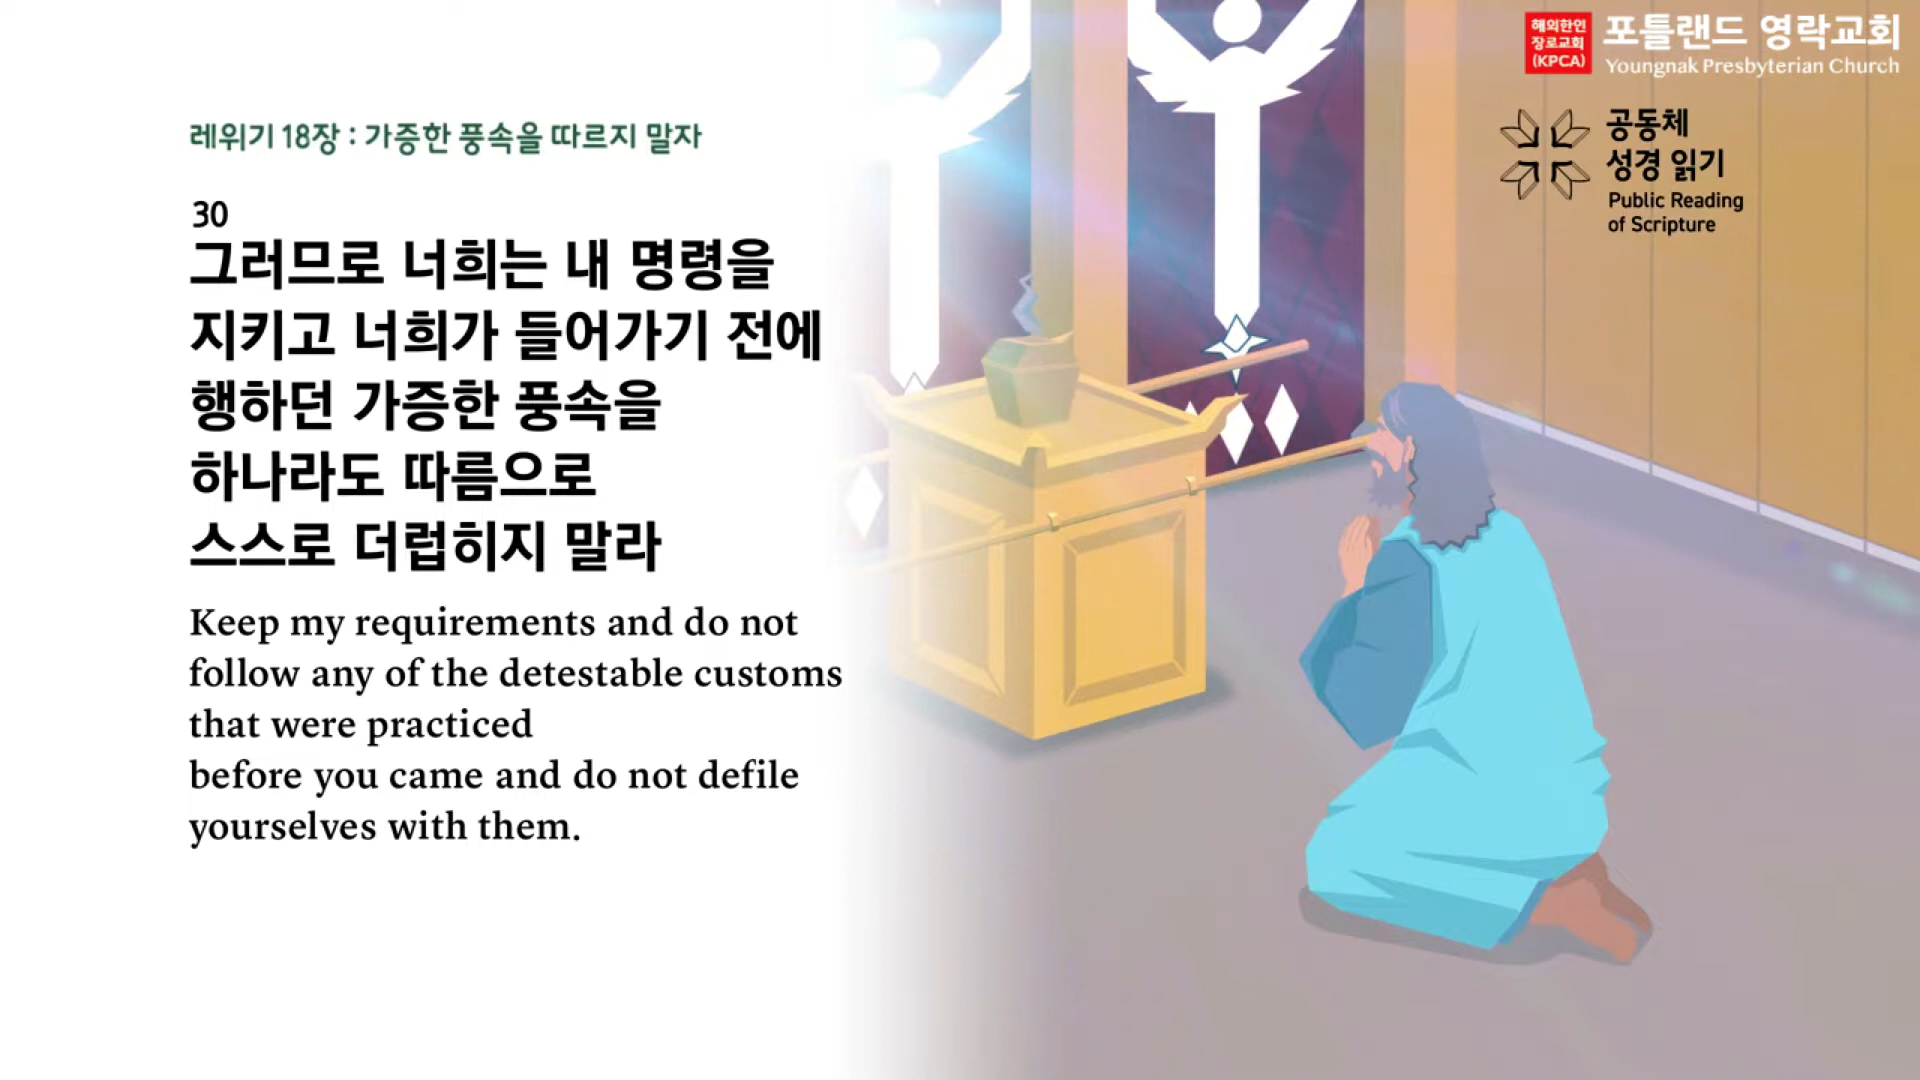 해외한인
장로교회
(KPCA)
포틀랜드 영락교회
Youngnak Presbyterian Church
공동체
성경 읽기
Public Reading
of Scripture
레위기 18장 : 가증한 풍속을 따르지 말자
30
그러므로 너희는 내 명령을
지키고 너희가 들어가기 전에
행하던 가증한 풍속을
하나라도 따름으로
스스로 더럽히지 말라
Keep my requirements and do not
follow any of the detestable customs
that were practiced
before you came and do not defile
yourselves with them.